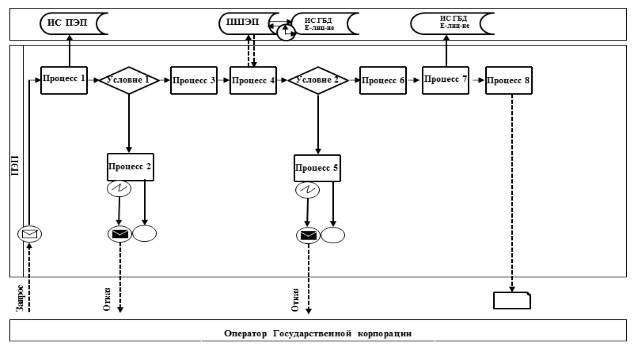 ИС ПЭП
ПШЭП
ИС ГБД
Е-лиц-ие
ИС ГБД
Е-лиц-ие
Процесс 1
Условие 1
Процесс 3
Процесс 4
Условие 2
Процесс 6
Процесс 7
Процесс 8
ПЭП
Процесс 2
Процесс 5
Запрос
Отказ
Отказ
Оператор Государственной корпорации